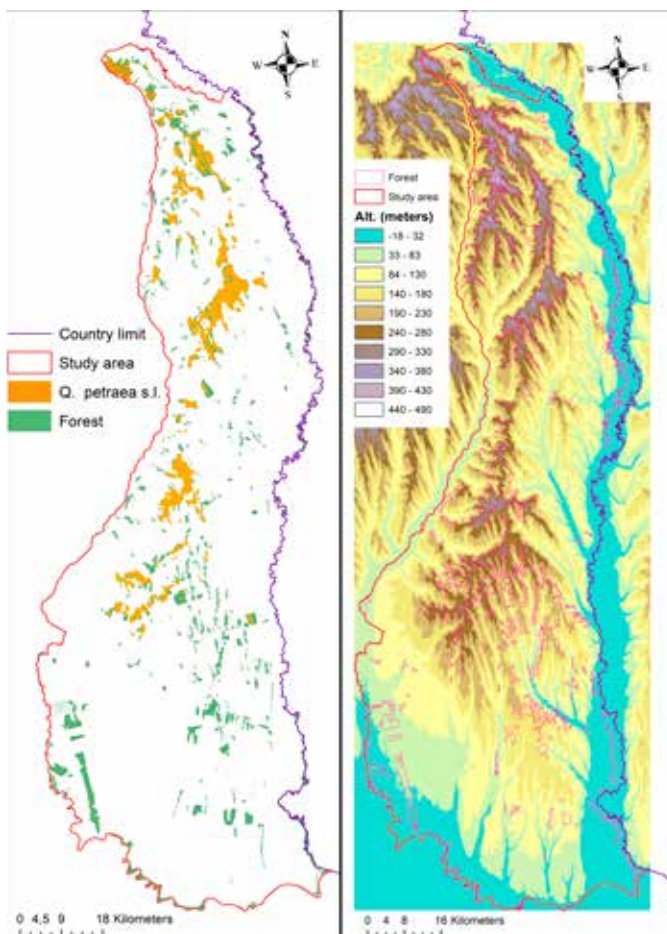 N
W E
S
Country limit
Study area
Q. petraea s.l.
Forest
0 4,5 9 18 Kilometers
N
W E
S
Forest
Study area
Alt. (meters)
-18 - 32
33 - 83
84 - 130
140 - 180
190 - 230
240 - 280
290 - 330
340 - 380
390 - 430
440 - 490
0 4 8 16 Kilometers